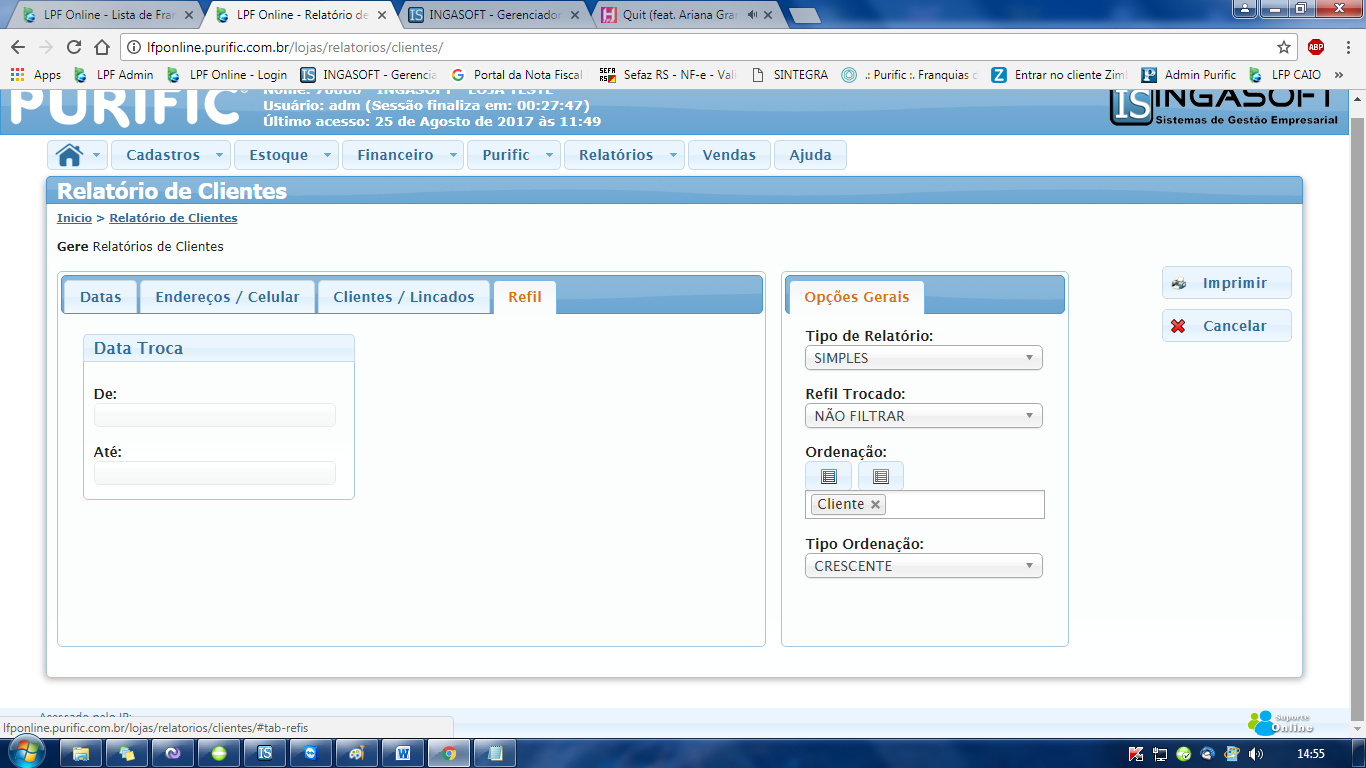 LPF Online - Lista de Fran
LPF Online - Relatório de
INGASOFT - Gerenciador
Quit (feat. Ariana Gran
lfponline.purific.com.br/lojas/relatorios/clientes/
ABP
Apps
LPF Admin
LPF Online - Login
INGASOFT - Gerencia
Portal da Nota Fiscal
Sefaz RS - NF-e - Vali
SINTEGRA
.: Purific :. Franquias
Entrar no cliente Zim
Admin Purific
LFP CAIO
»
PURIFIC
Nome: 70000 - INGASOFT - LOJA TESTE
Usuário: adm (Sessão finaliza em: 00:27:47)
Último acesso: 25 de Agosto de 2017 às 11:49
IS INGASOFT
Sistemas de Gestão Empresarial
Cadastros
Estoque
Financeiro
Purific
Relatórios
Vendas
Ajuda
Relatório de Clientes
Inicio > Relatório de Clientes
Gere Relatórios de Clientes
Datas
Endereços / Celular
Clientes / Lincados
Refil
Data Troca
De:
Até:
Opções Gerais
Tipo de Relatório:
SIMPLES
Refil Trocado:
NÃO FILTRAR
Ordenação:
Cliente
Tipo Ordenação:
CRESCENTE
Imprimir
Cancelar
Acessado pelo IP:
lfponline.purific.com.br/lojas/relatorios/clientes/#tab-refis
Suporte
Online
14:55